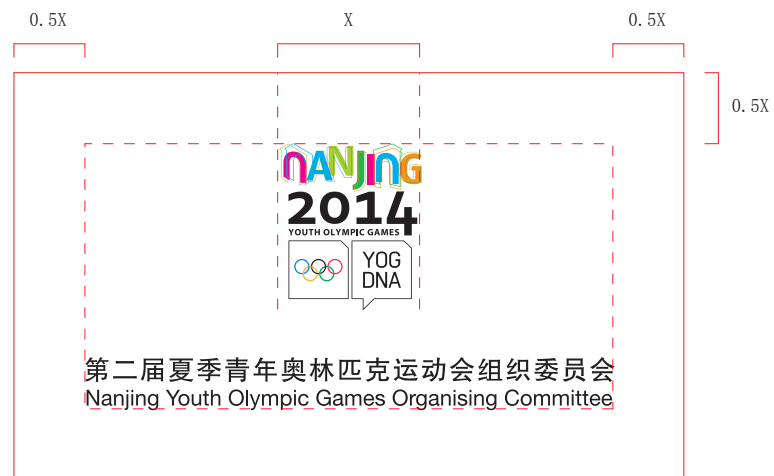 0.5X X 0.5X
0.5X
NANJING
2014
YOUTH OLYMPIC GAMES
YOG
DNA
第二届夏季青年奥林匹克运动会组织委员会
Nanjing Youth Olympic Games Organising Committee